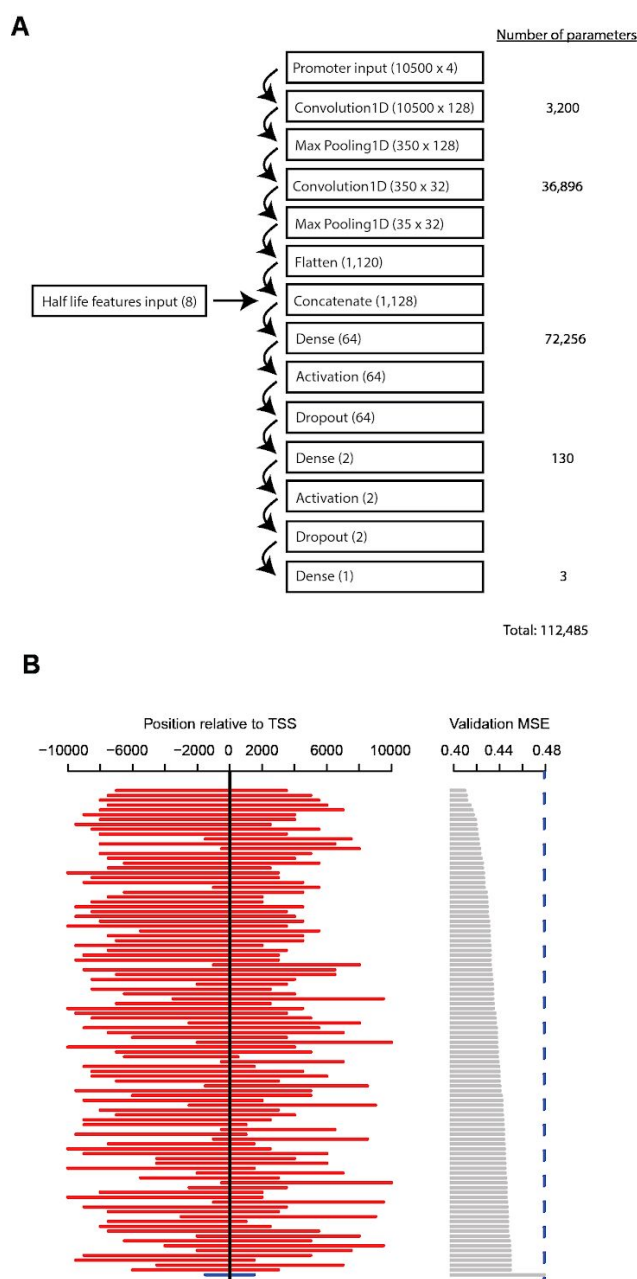 A
Number of parameters
Promoter input (10500 x 4)
Convolution1D (10500 x 128) 3,200
Max Pooling1D (350 x 128)
Convolution1D (350 x 32) 36,896
Max Pooling1D (35 x 32)
Flatten (1,120)
Half life features input (8) Concatenate (1,128)
Dense (64) 72,256
Activation (64)
Dropout (64)
Dense (2) 130
Activation (2)
Dropout (2)
Dense (1) 3
Total: 112,485
B
Position relative to TSS Validation MSE
−10000 −6000 −2000 0 2000 6000 10000 0.40 0.44 0.48